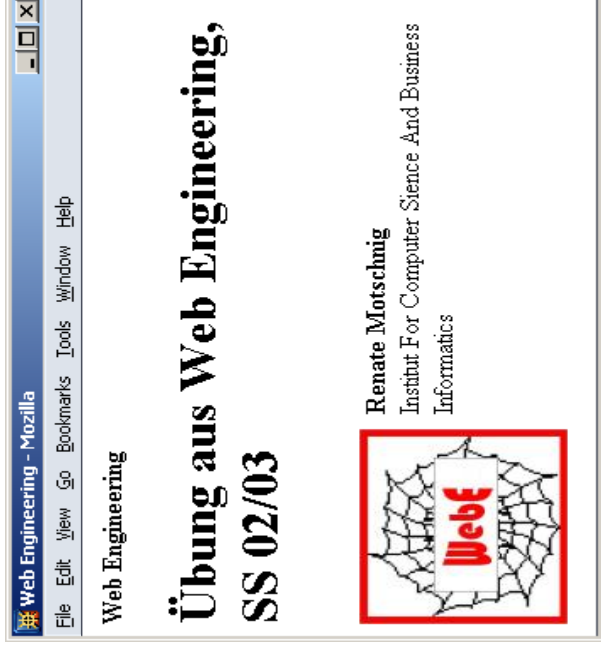 Web Engineering - Mozilla
File Edit View Go Bookmarks Tools Window Help
Web Engineering
Übung aus Web Engineering,
SS 02/03
WebE
Renate Motschnig
Institut For Computer Sience And Business
Informatics